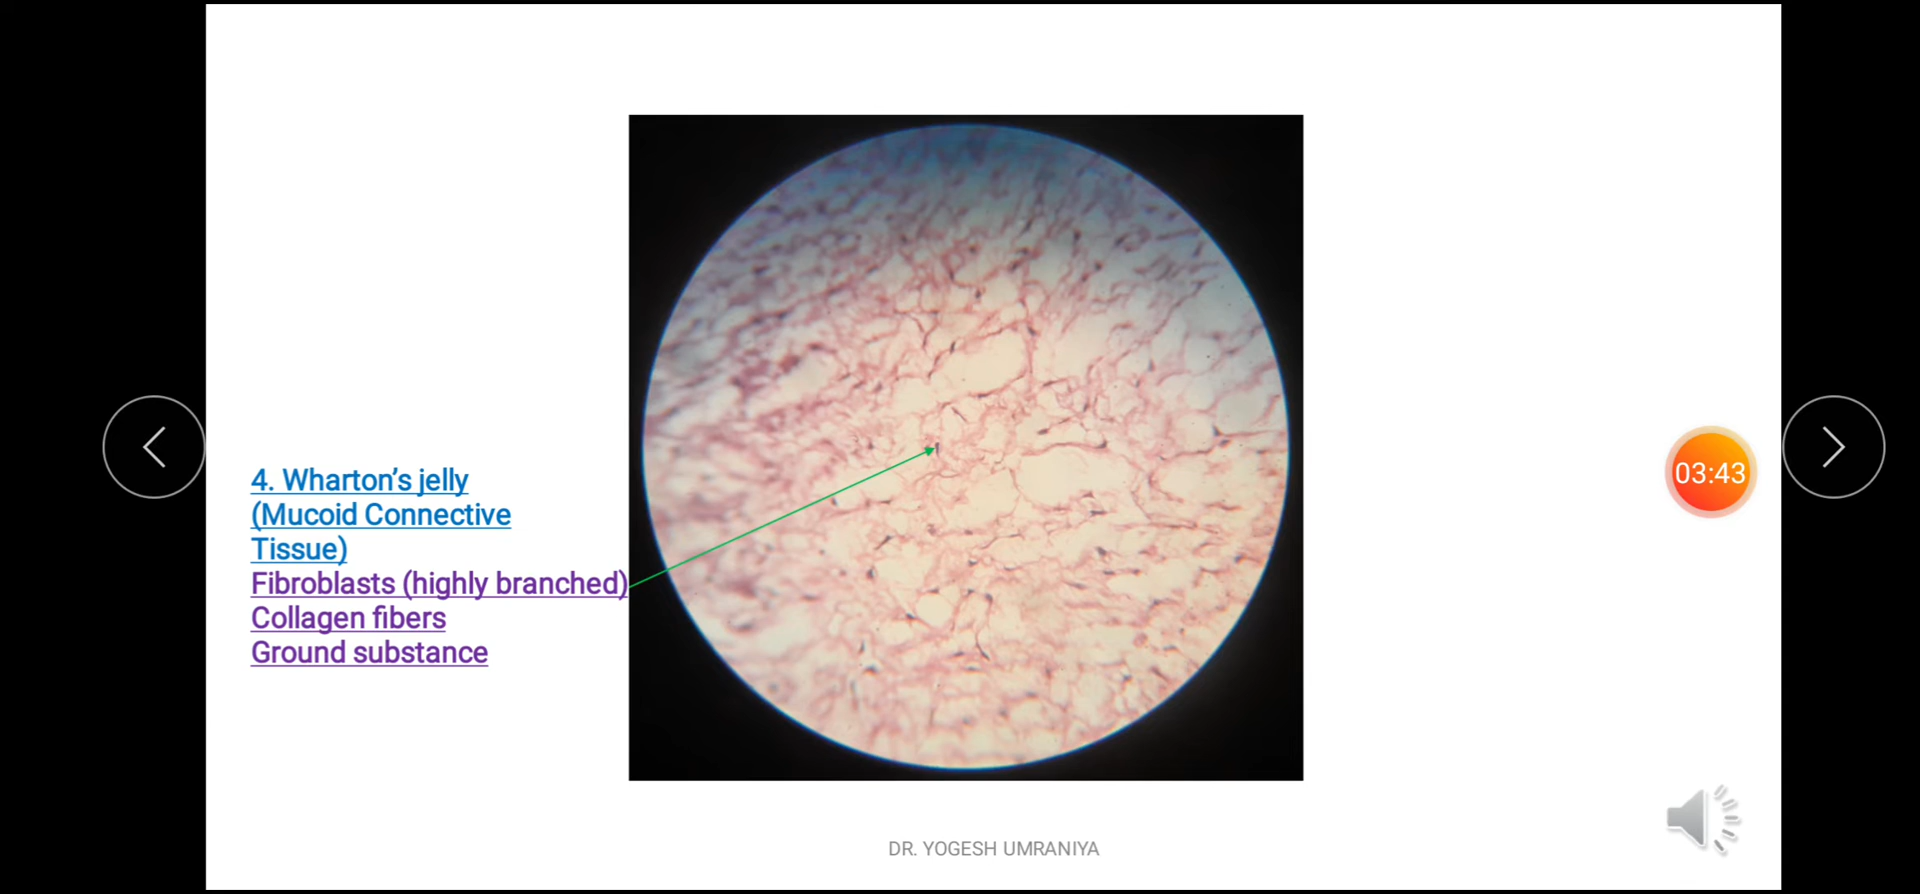 4. Wharton’s jelly
(Mucoid Connective
Tissue)
Fibroblasts (highly branched)
Collagen fibers
Ground substance
03:43
DR. YOGESH UMRANIYA